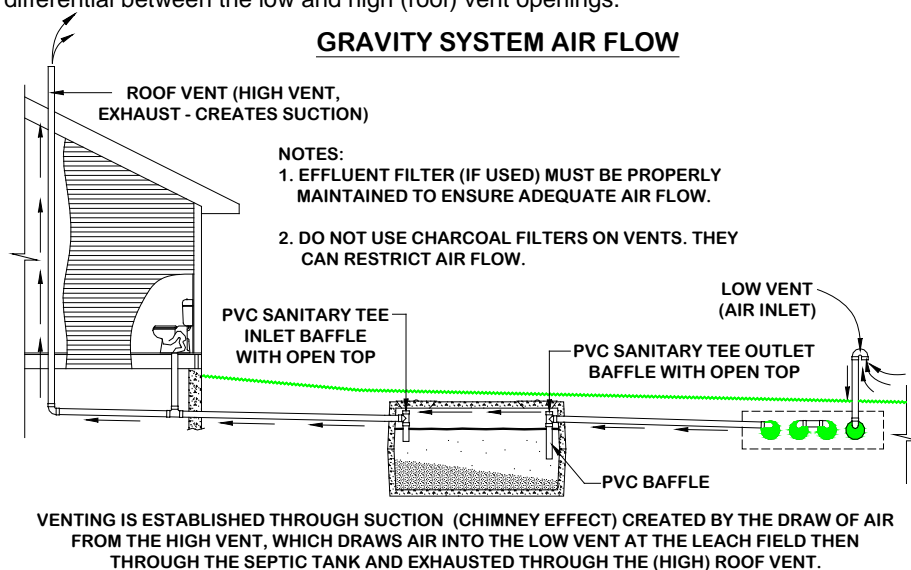 differential between the low and high (roof) vent openings.
GRAVITY SYSTEM AIR FLOW
ROOF VENT (HIGH VENT,
EXHAUST - CREATES SUCTION)
NOTES:
1. EFFLUENT FILTER (IF USED) MUST BE PROPERLY
MAINTAINED TO ENSURE ADEQUATE AIR FLOW.
2. DO NOT USE CHARCOAL FILTERS ON VENTS. THEY
CAN RESTRICT AIR FLOW.
LOW VENT
(AIR INLET)
PVC SANITARY TEE
INLET BAFFLE
WITH OPEN TOP
PVC SANITARY TEE OUTLET
BAFFLE WITH OPEN TOP
PVC BAFFLE
VENTING IS ESTABLISHED THROUGH SUCTION (CHIMNEY EFFECT) CREATED BY THE DRAW OF AIR
FROM THE HIGH VENT, WHICH DRAWS AIR INTO THE LOW VENT AT THE LEACH FIELD THEN
THROUGH THE SEPTIC TANK AND EXHAUSTED THROUGH THE (HIGH) ROOF VENT.